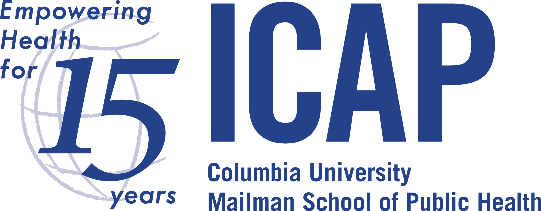 Empowering
Health
for
15
years
ICAP
Columbia University
Mailman School of Public Health